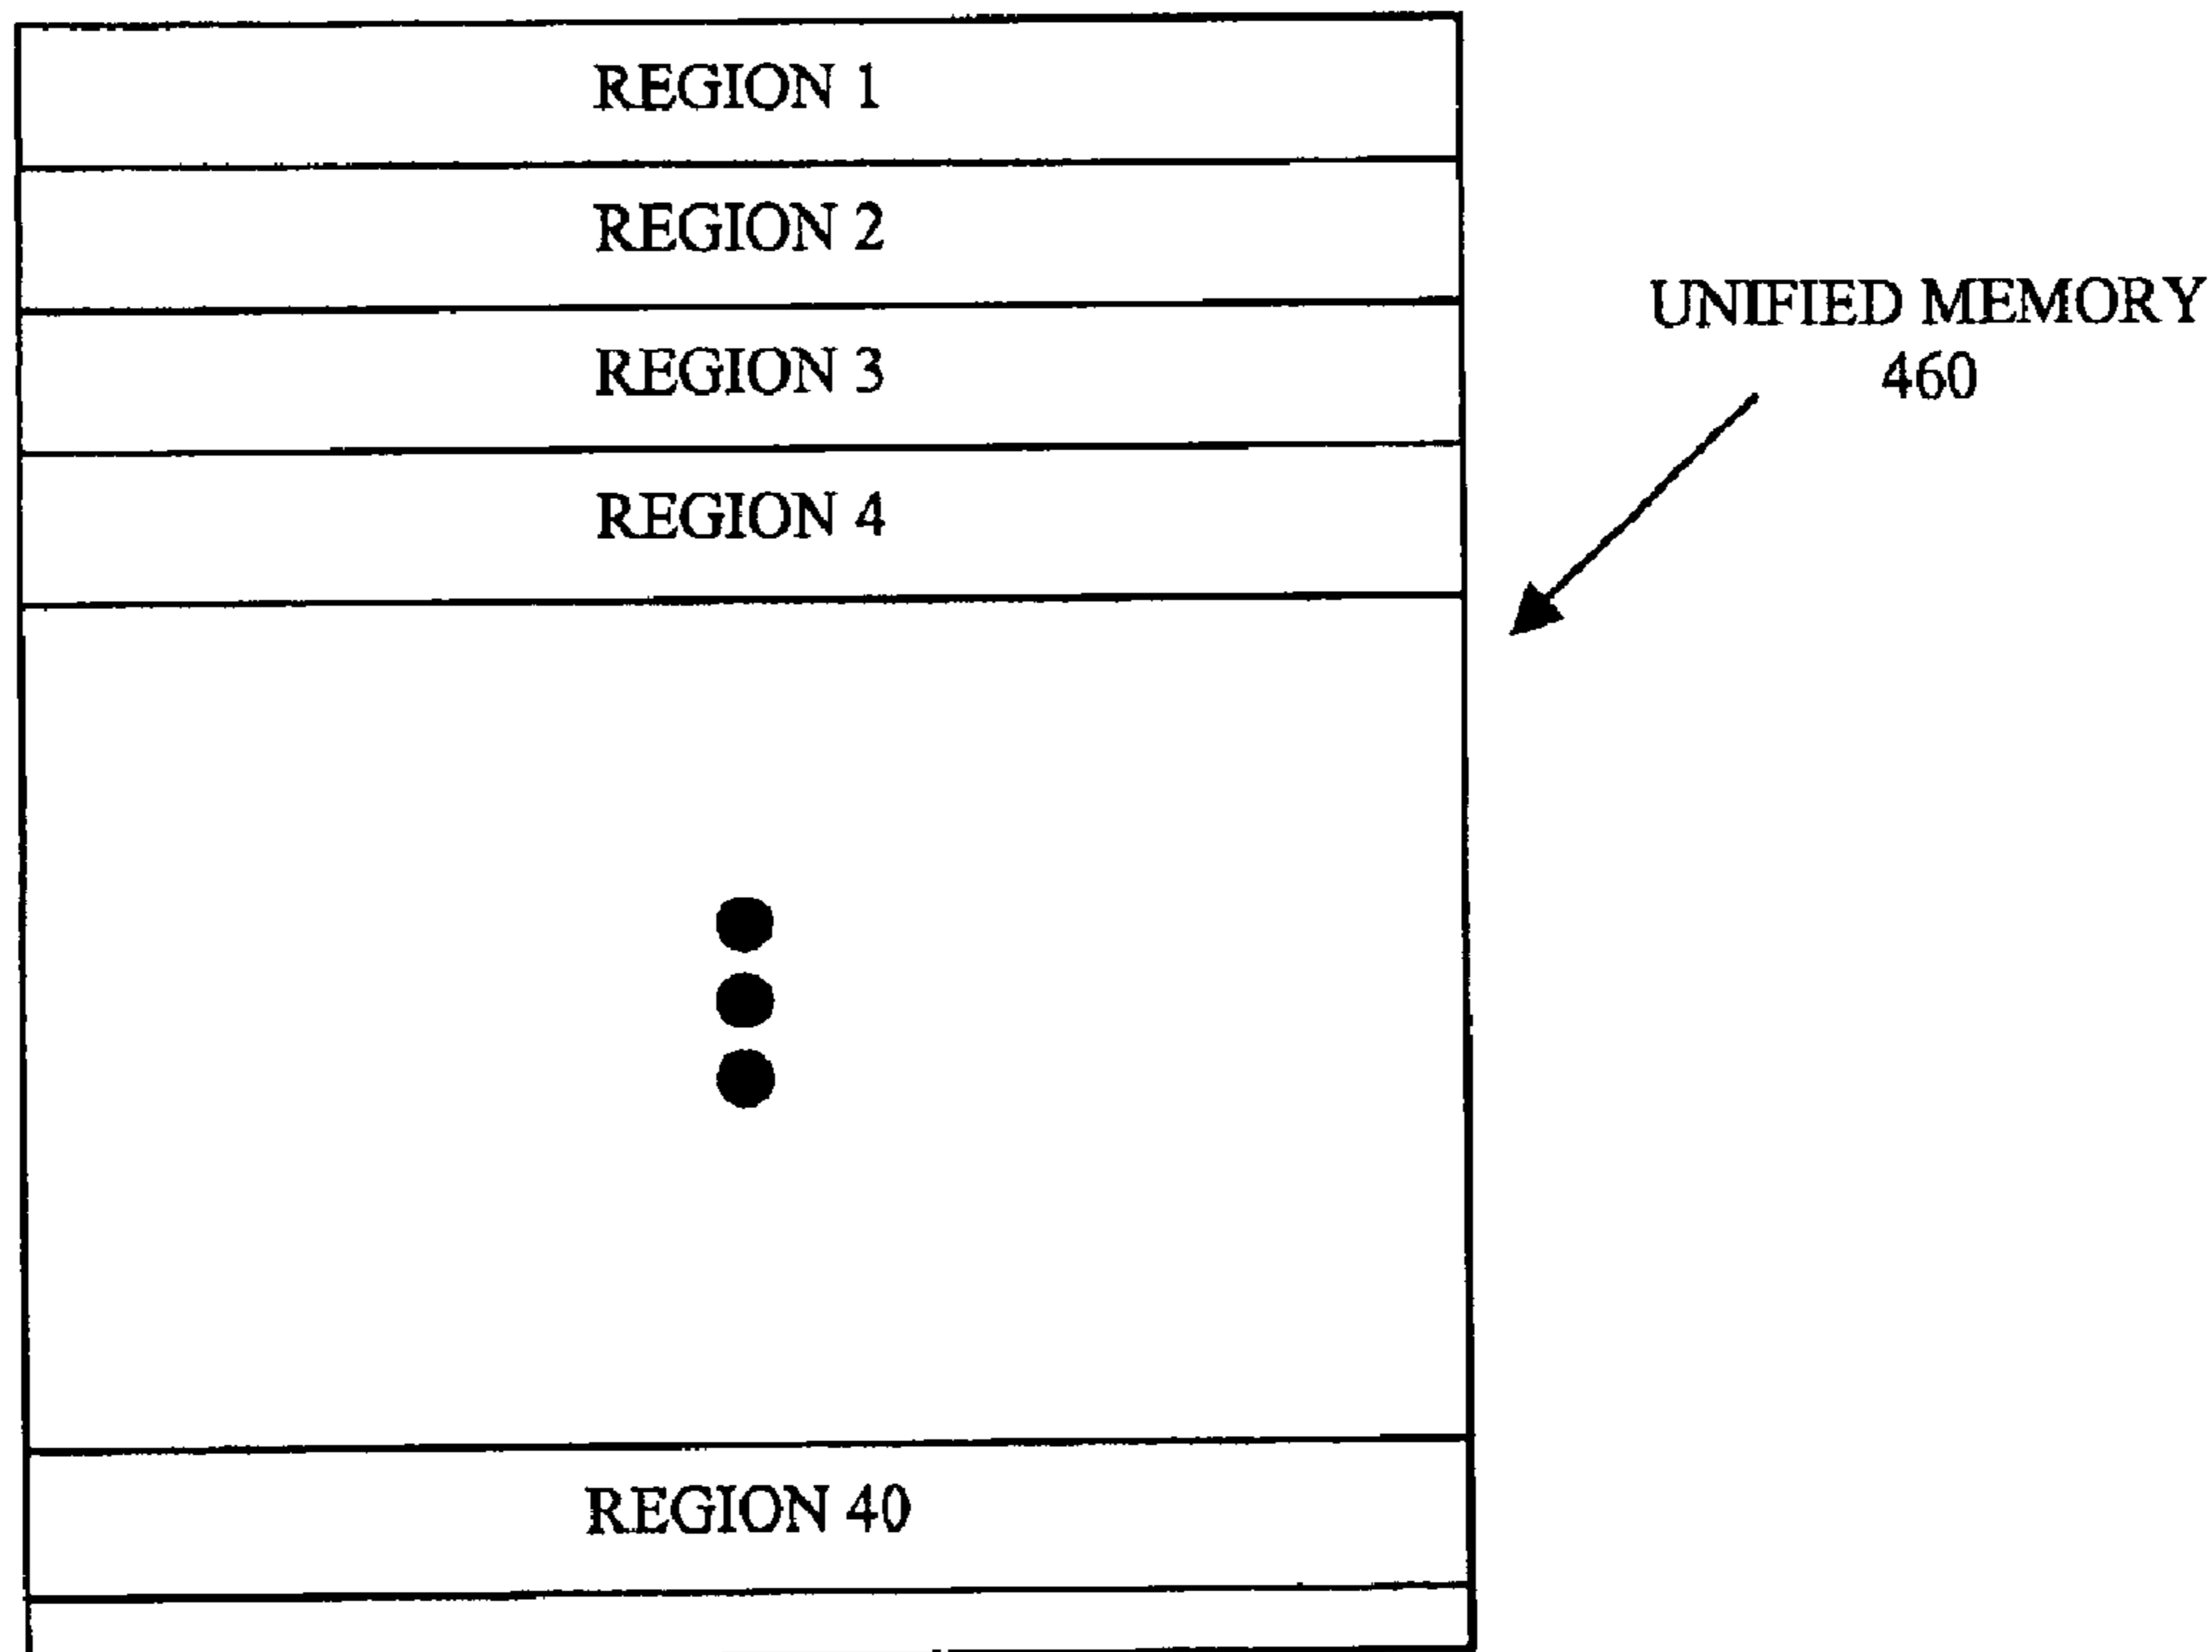 REGION 1
REGION 2
REGION 3
REGION 4
REGION 40
UNIFIED MEMORY
460